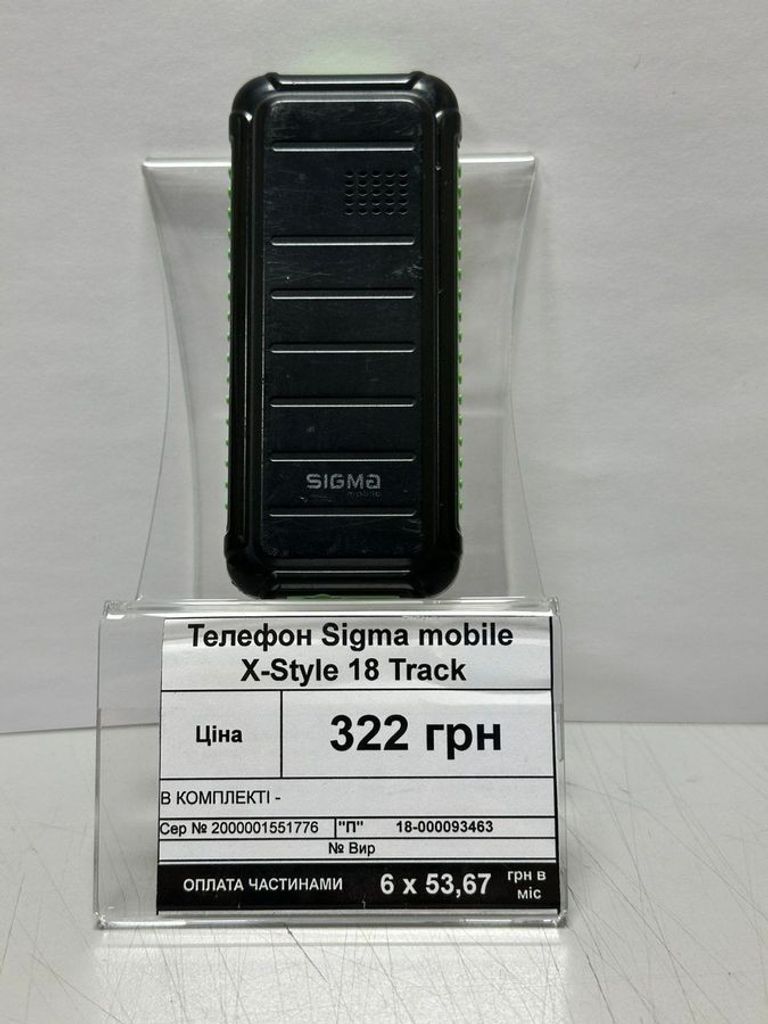 SIGMA
mobile
Телефон Sigma mobile
X-Style 18 Track
Ціна 322 грн
В КОМПЛЕКТІ -
Сер № 2000001551776 "П" 18-000093463
№ Вир
ОПЛАТА ЧАСТИНАМИ 6 x 53,67 грн в
міс